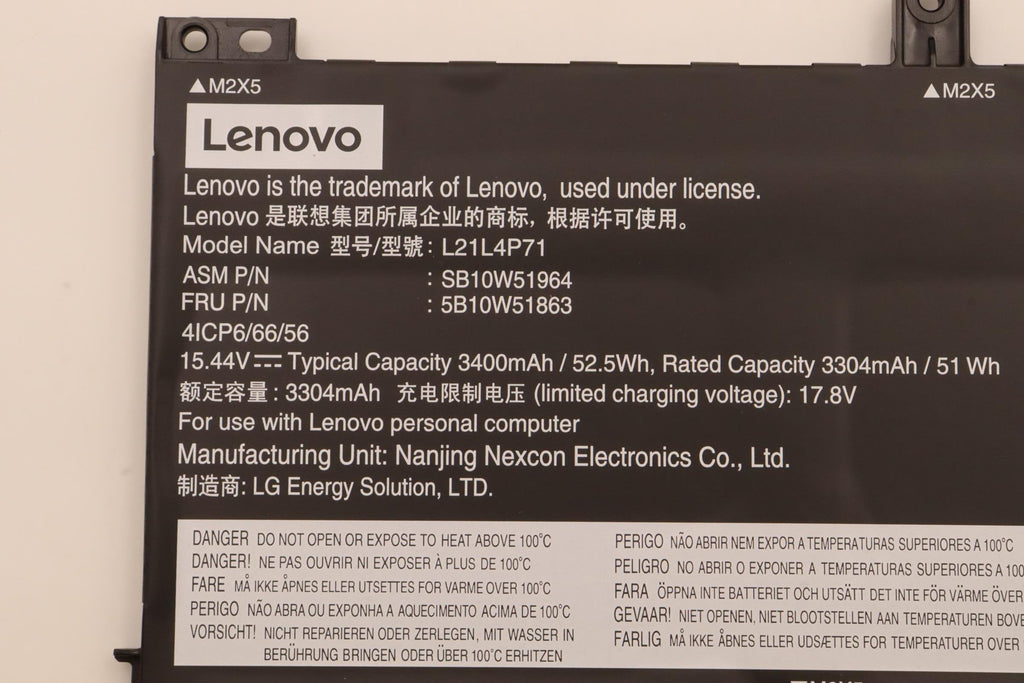 ▲M2X5
▲M2X5
Lenovo
Lenovo is the trademark of Lenovo, used under license.
Lenovo 是联想集团所属企业的商标，根据许可使用。
Model Name 型号/型號: L21L4P71
ASM P/N : SB10W51964
FRU P/N : 5B10W51863
4ICP6/66/56
15.44V⎓ Typical Capacity 3400mAh / 52.5Wh, Rated Capacity 3304mAh / 51 Wh
额定容量: 3304mAh 充电限制电压 (limited charging voltage): 17.8V
For use with Lenovo personal computer
Manufacturing Unit: Nanjing Nexcon Electronics Co., Ltd.
制造商: LG Energy Solution, LTD.
DANGER DO NOT OPEN OR EXPOSE TO HEAT ABOVE 100°C
DANGER! NE PAS OUVRIR NI EXPOSER À PLUS DE 100°C
FARE MÅ IKKE ÅPNES ELLER UTSETTES FOR VARME OVER 100°C
PERIGO NÃO ABRA OU EXPONHA A AQUECIMENTO ACIMA DE 100°C
VORSICHT! NICHT REPARIEREN ODER ZERLEGEN, MIT WASSER IN
BERÜHRUNG BRINGEN ODER ÜBER 100°C ERHITZEN
PERIGO NÃO ABRIR NEM EXPOR A TEMPERATURAS SUPERIORES A 100°C
PELIGRO NO ABRIR O EXPONER A TEMPERATURAS SUPERIORES A 100
FARA ÖPPNA INTE BATTERIET OCH UTSÄTT DET INTE FÖR VÄRME ÖVER
GEVAAR! NIET OPENEN, NIET BLOOTSTELLEN AAN TEMPERATUREN BOVE
FARLIG MÅ IKKE ÅBNES ELLER UDSÆTTES FOR TEMPERATURER OVER